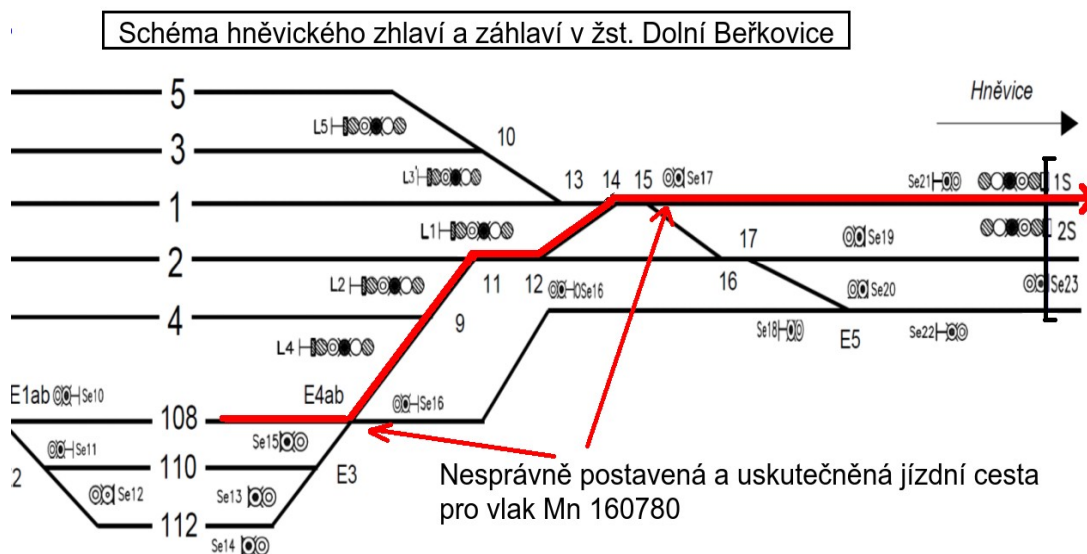 Schéma hněvického zhlaví a záhlaví v žst. Dolní Beřkovice
Hněvice
5
L5
10
3
L3
13 14 15 Se17
Se21 1S
1
L1
2S
17 Se19
2
11 12 16
L2
Se16
Se20
Se23
4
9
Se18 E5 Se22
L4
E1ab Se10
E4ab
Se16
108
Se11
Se15
110
E3
2
Se12
Se13
112
Se14
Nesprávně postavená a uskutečněná jízdní cesta
pro vlak Mn 160780